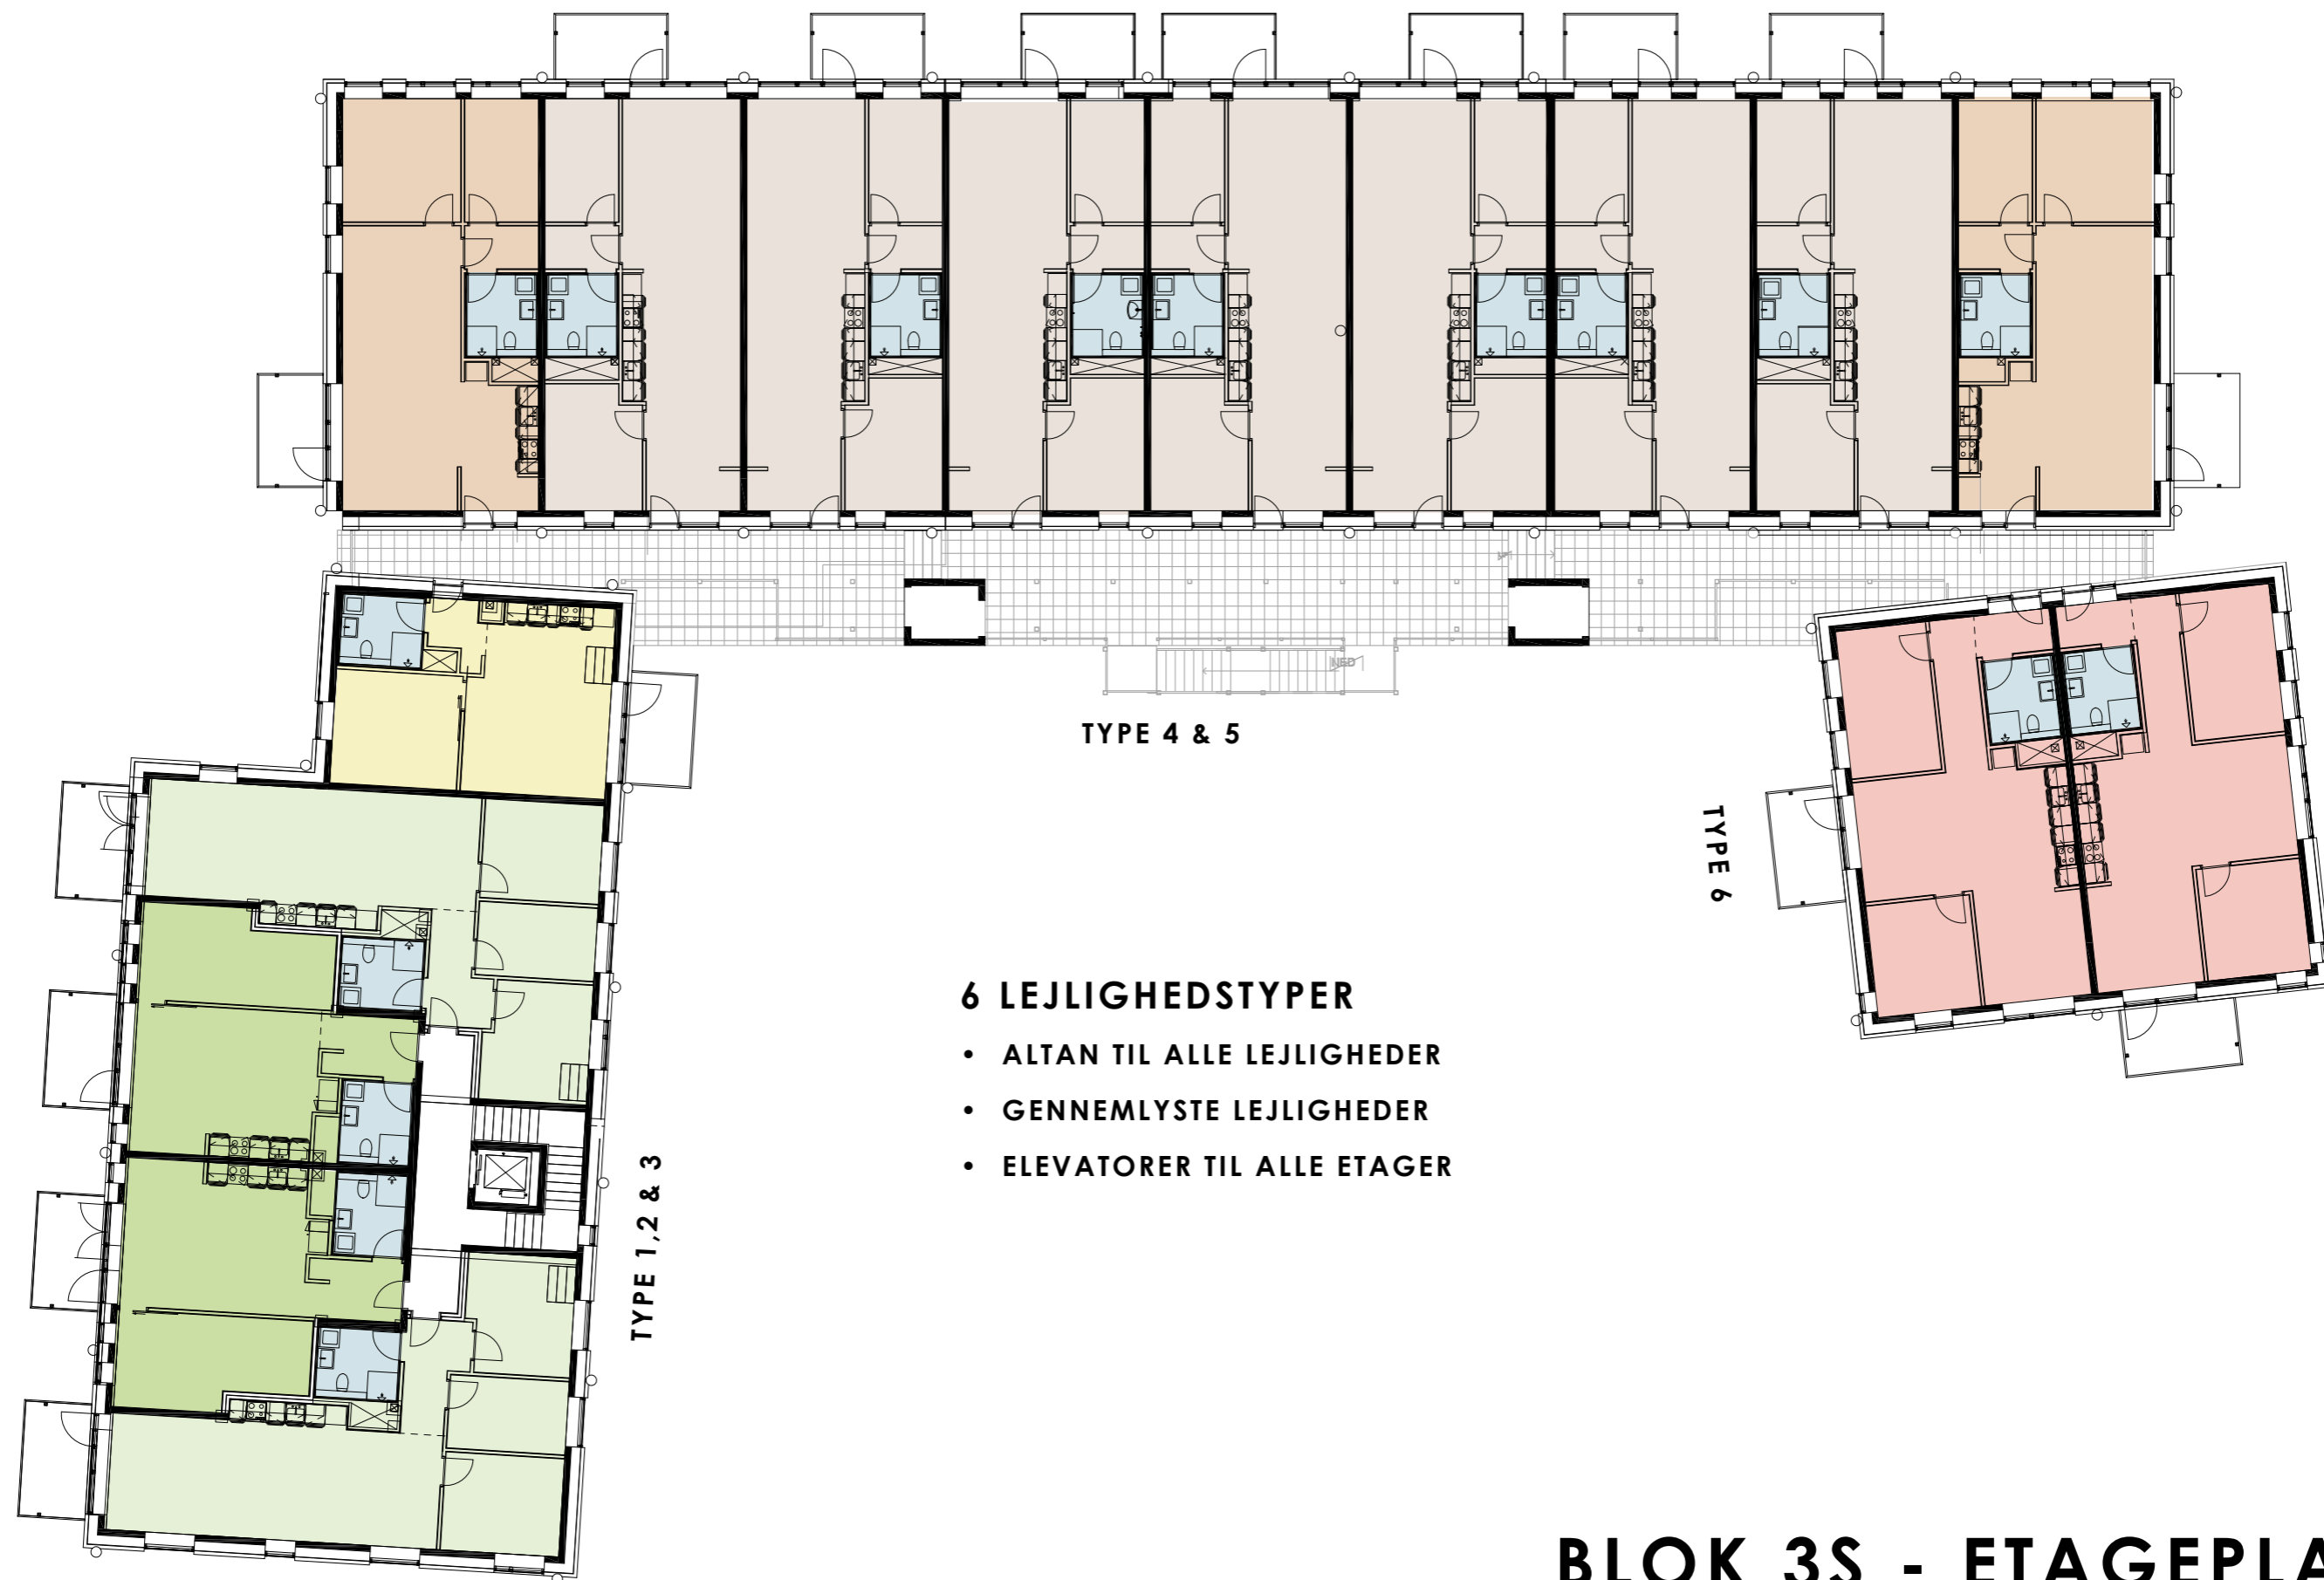 NED
TYPE 4 & 5
TYPE 6
6 LEJLIGHEDSTYPER
• ALTAN TIL ALLE LEJLIGHEDER
• GENNEMLYSTE LEJLIGHEDER
• ELEVATORER TIL ALLE ETAGER
TYPE 1,2 & 3
BLOK 3S - ETAGEPLA